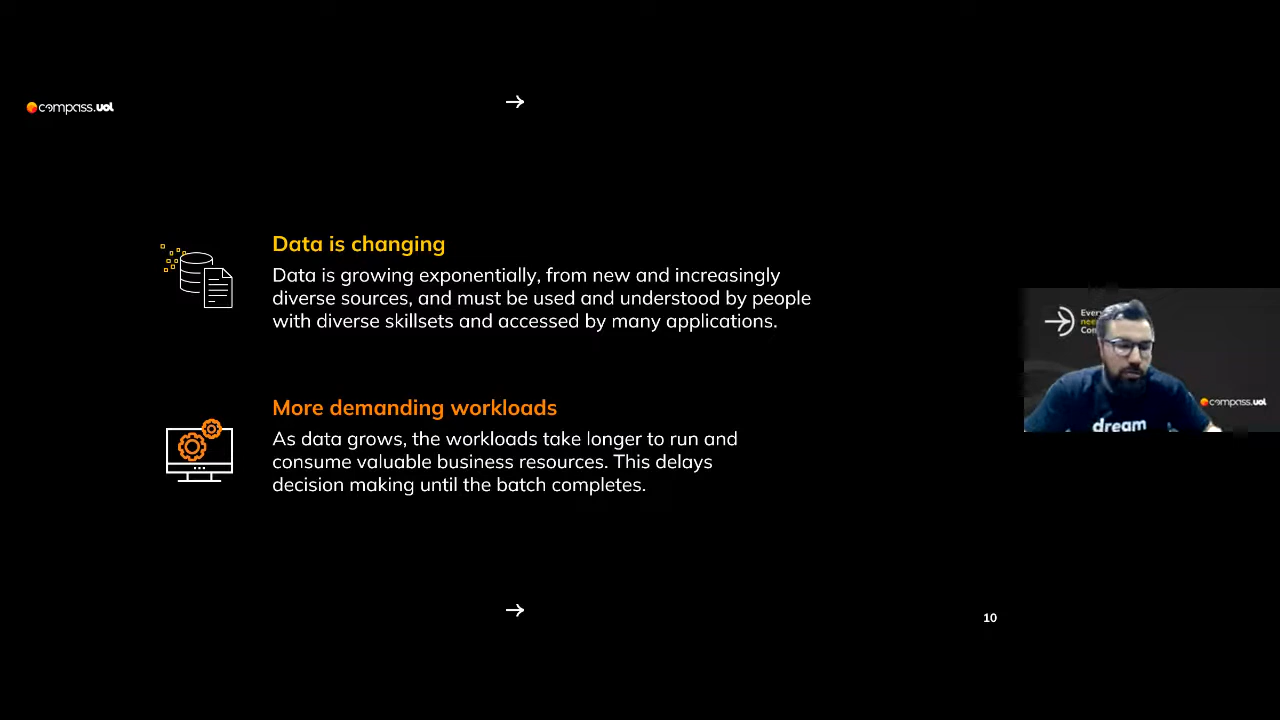 compass.uol
Data is changing
Data is growing exponentially, from new and increasingly
diverse sources, and must be used and understood by people
with diverse skillsets and accessed by many applications.
More demanding workloads
As data grows, the workloads take longer to run and
consume valuable business resources. This delays
decision making until the batch completes.
10
Every
compass.uol
dream